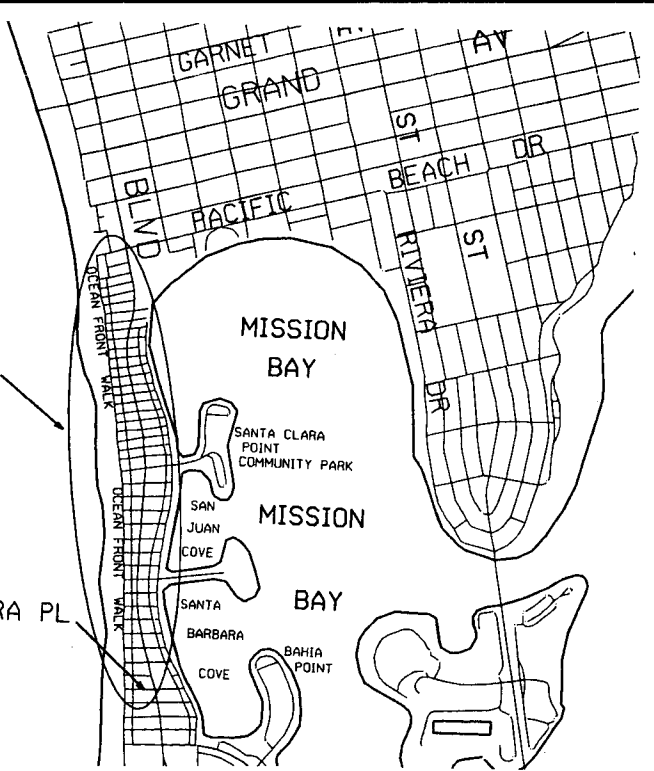 GARNET
AV
GRAND
ST
BEACH DR
BLVD
PACIFIC
RIVIERA
ST
OCEAN FRONT WALK
MISSION
BAY
DR
SANTA CLARA
POINT
COMMUNITY PARK
OCEAN FRONT WALK
SAN
JUAN
COVE
MISSION
BAY
RA PL
SANTA
BARBARA
COVE
BAHIA
POINT